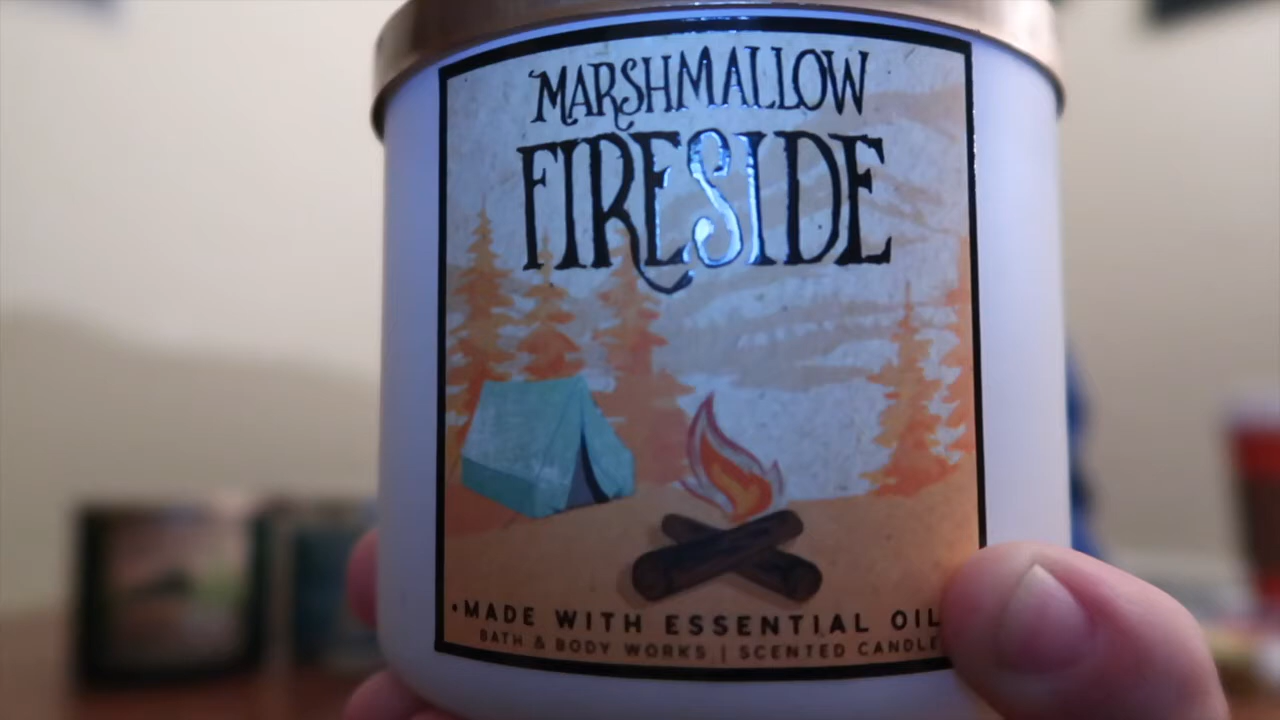 MARSHMALLOW
FIRESIDE
•MADE WITH ESSENTIAL OIL
BATH & BODY WORKS | SCENTED CANDLE